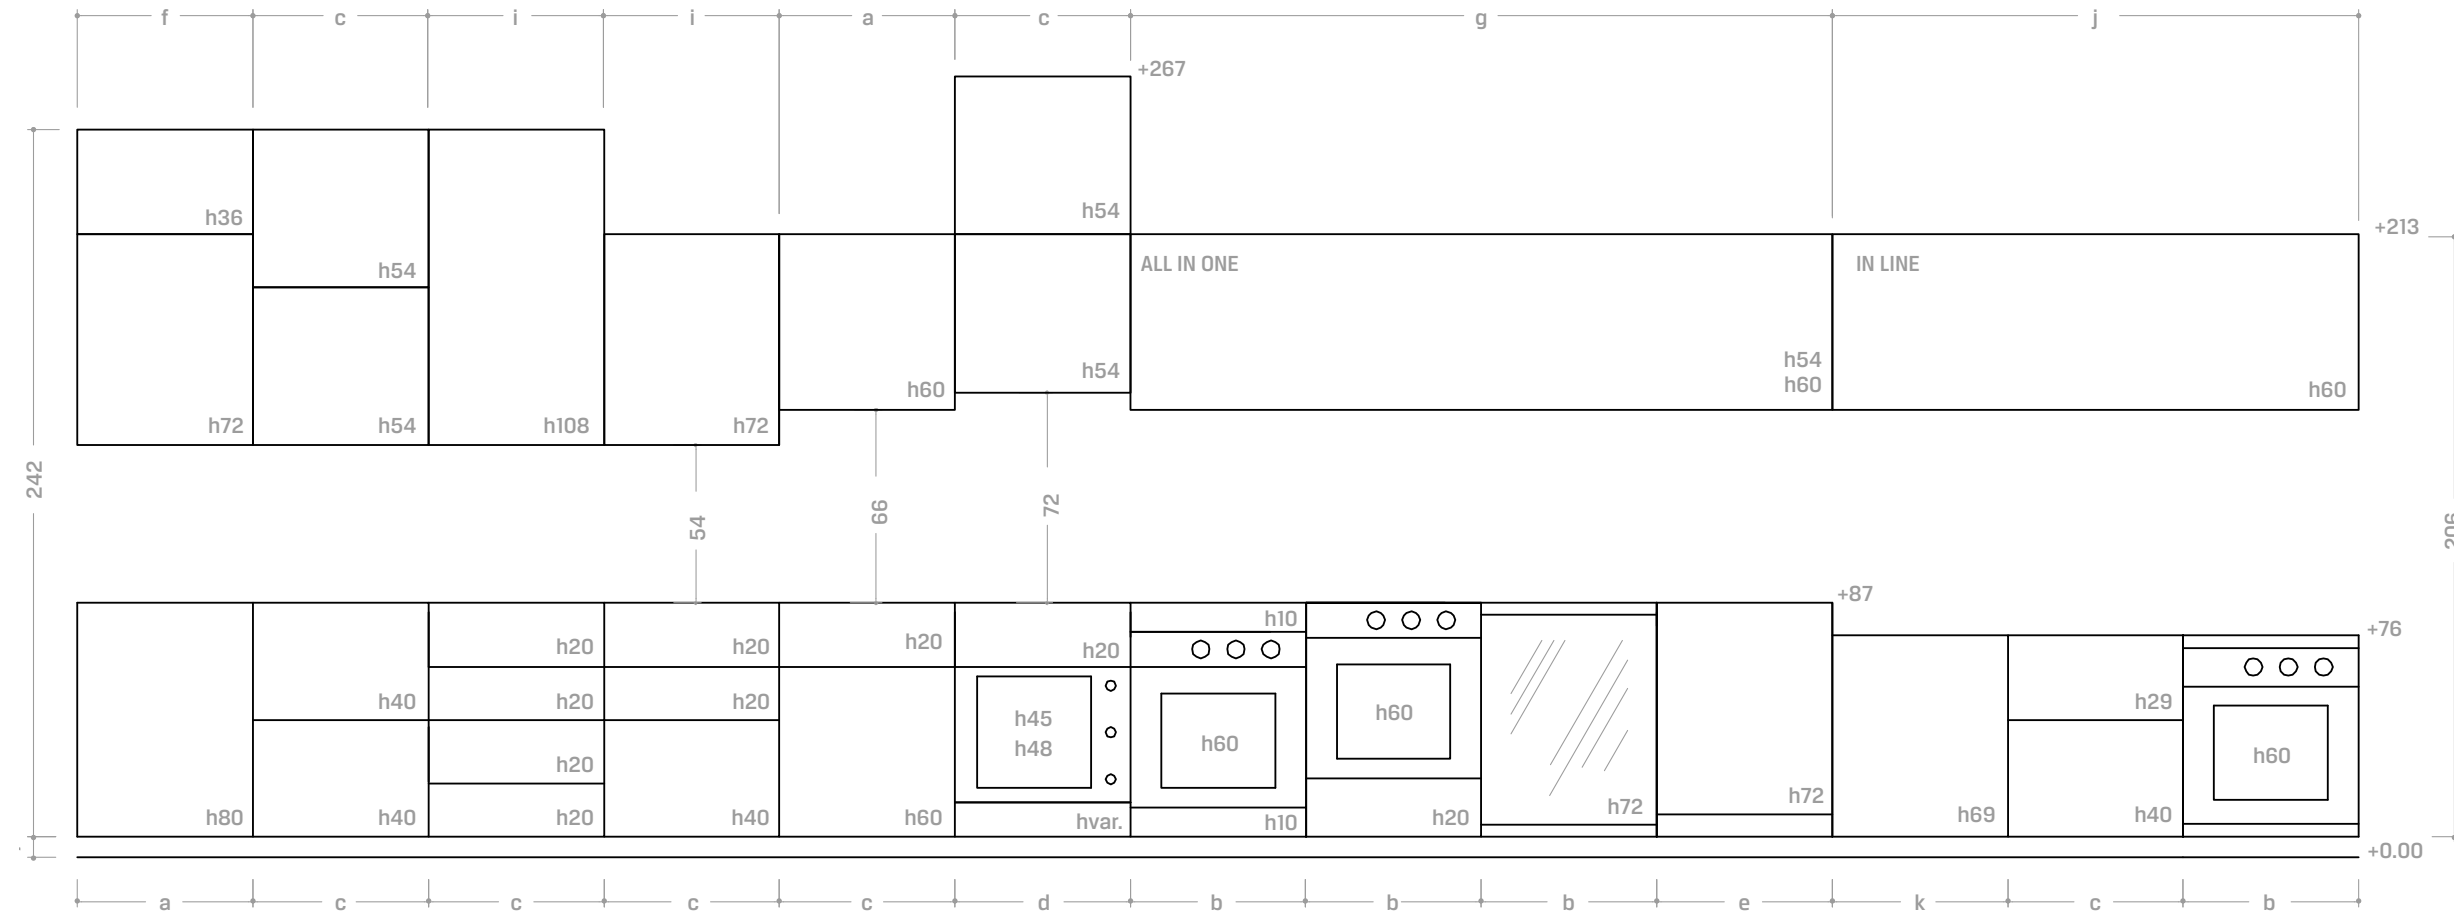 f c i i a c g j
+267
h36
h54
+213
h54
ALL IN ONE
IN LINE
h54
h54
h60
h60
h60
h72
h54
h108
h72
242
54
66
72
+87
h10
h20
h20
h20
h20
+76
h40
h20
h20
h45
h48
h60
h60
h29
h60
h20
h72
h72
h80
h40
h20
h40
h60
hvar.
h10
h20
h69
h40
+0.00
a c c c c d b b b e k c b